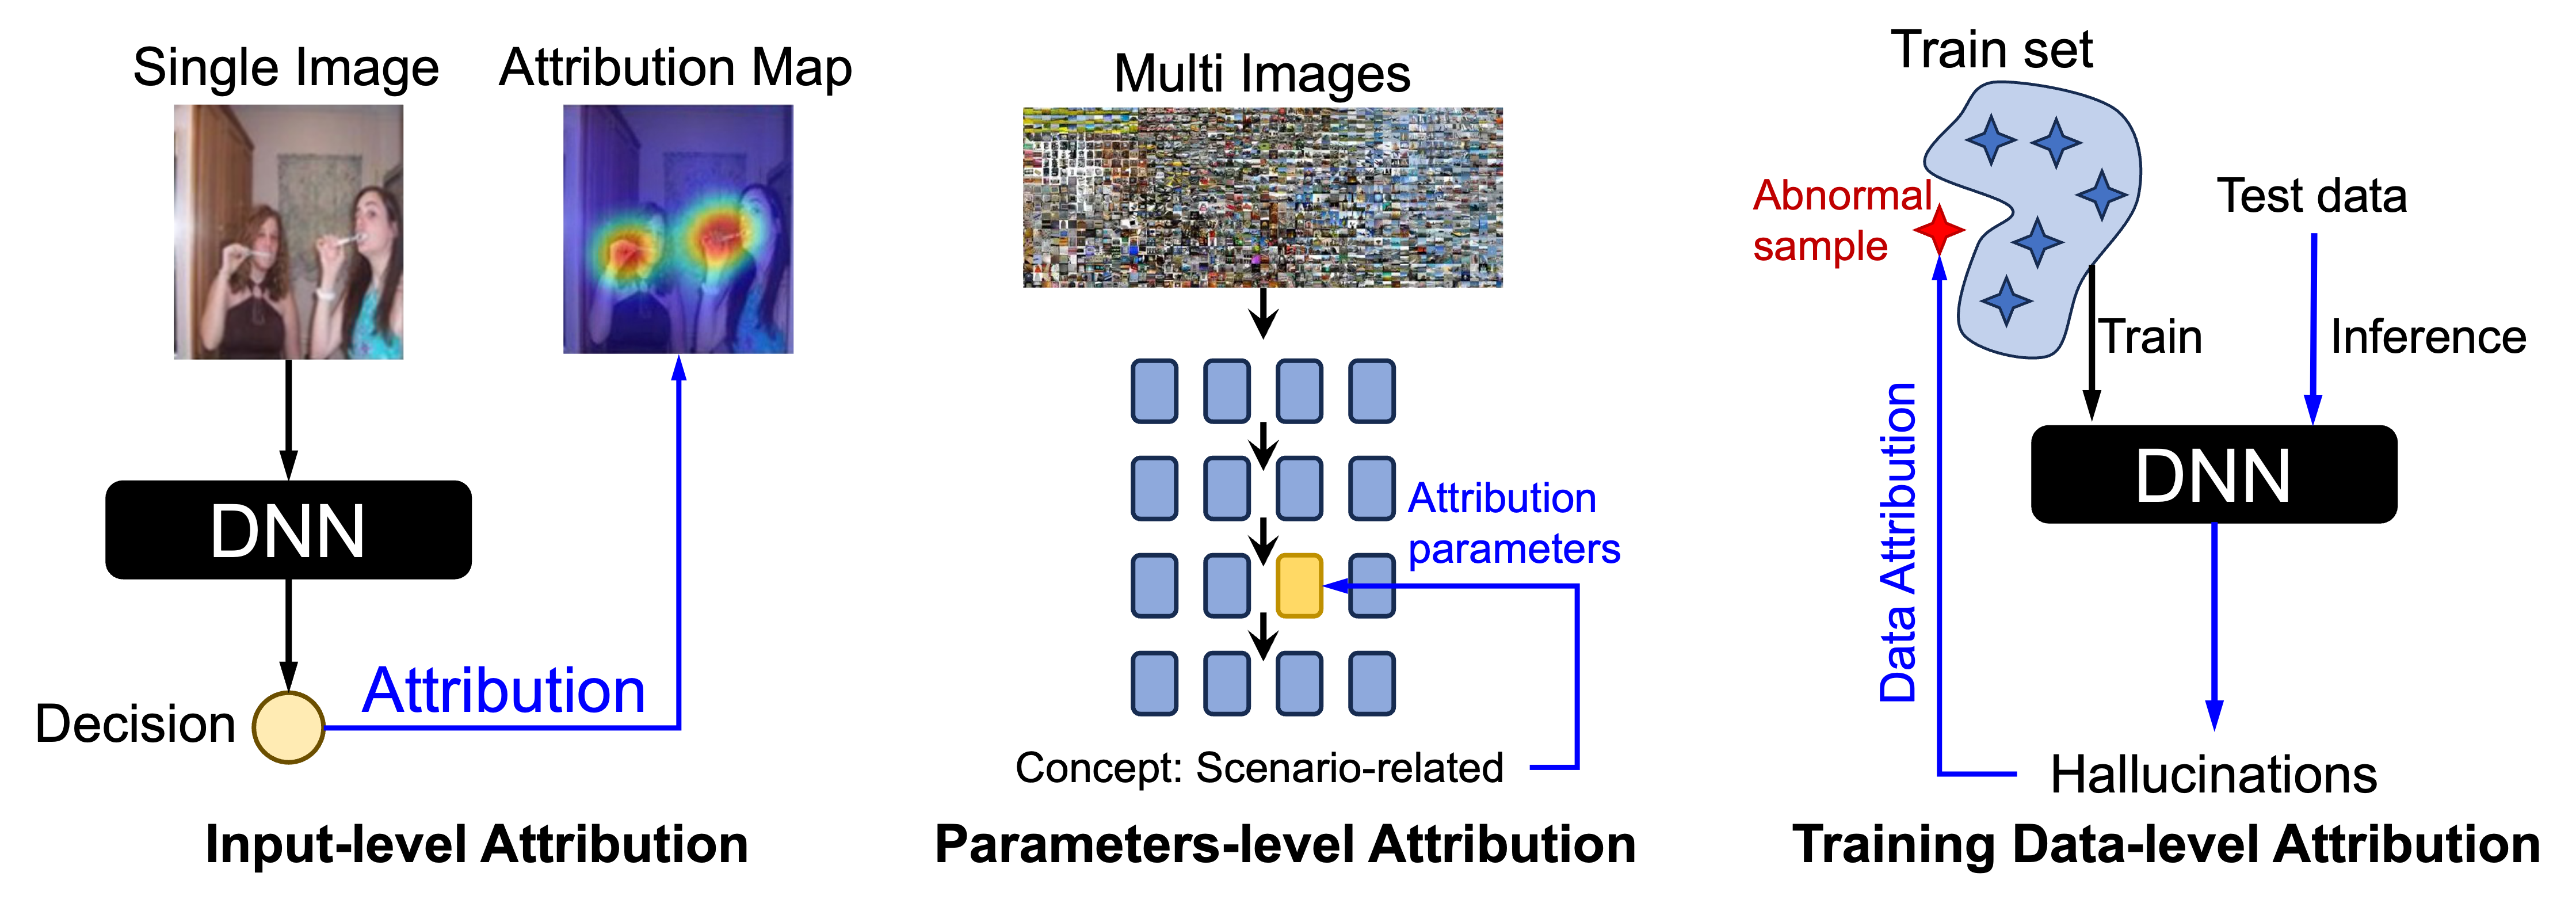 Single Image
Attribution Map
DNN
Decision
Attribution
Input-level Attribution
Multi Images
Attribution
parameters
Concept: Scenario-related
Parameters-level Attribution
Train set
Abnormal
sample
Test data
Train
Inference
Data Attribution
DNN
Hallucinations
Training Data-level Attribution